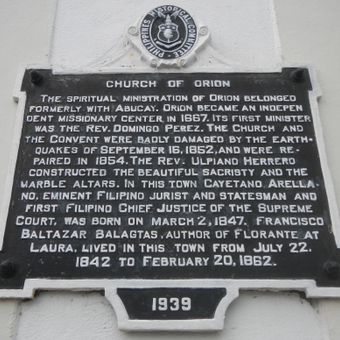 PHILIPPINES HISTORICAL COMMITTEE
CHURCH OF ORION
THE SPIRITUAL MINISTRATION OF ORION BELONGED
FORMERLY WITH ABUCAY. ORION BECAME AN INDEPEN
DENT MISSIONARY CENTER IN 1667. ITS FIRST MINISTER
WAS THE REV. DOMINGO PEREZ. THE CHURCH AND
THE CONVENT WERE BADLY DAMAGED BY THE EARTH-
QUAKES OF SEPTEMBER 16, 1852, AND WERE RE-
PAIRED IN 1854. THE REV. ULPIANO HERRERO
CONSTRUCTED THE BEAUTIFUL SACRISTY AND THE
MARBLE ALTARS. IN THIS TOWN CAYETANO ARELLA-
NO, EMINENT FILIPINO JURIST AND STATESMAN AND
FIRST FILIPINO CHIEF JUSTICE OF THE SUPREME
COURT, WAS BORN ON MARCH 2, 1847. FRANCISCO
BALTAZAR BALAGTAS, AUTHOR OF FLORANTE AT
LAURA, LIVED IN THIS TOWN FROM JULY 22,
1842 TO FEBRUARY 20, 1862.
1939